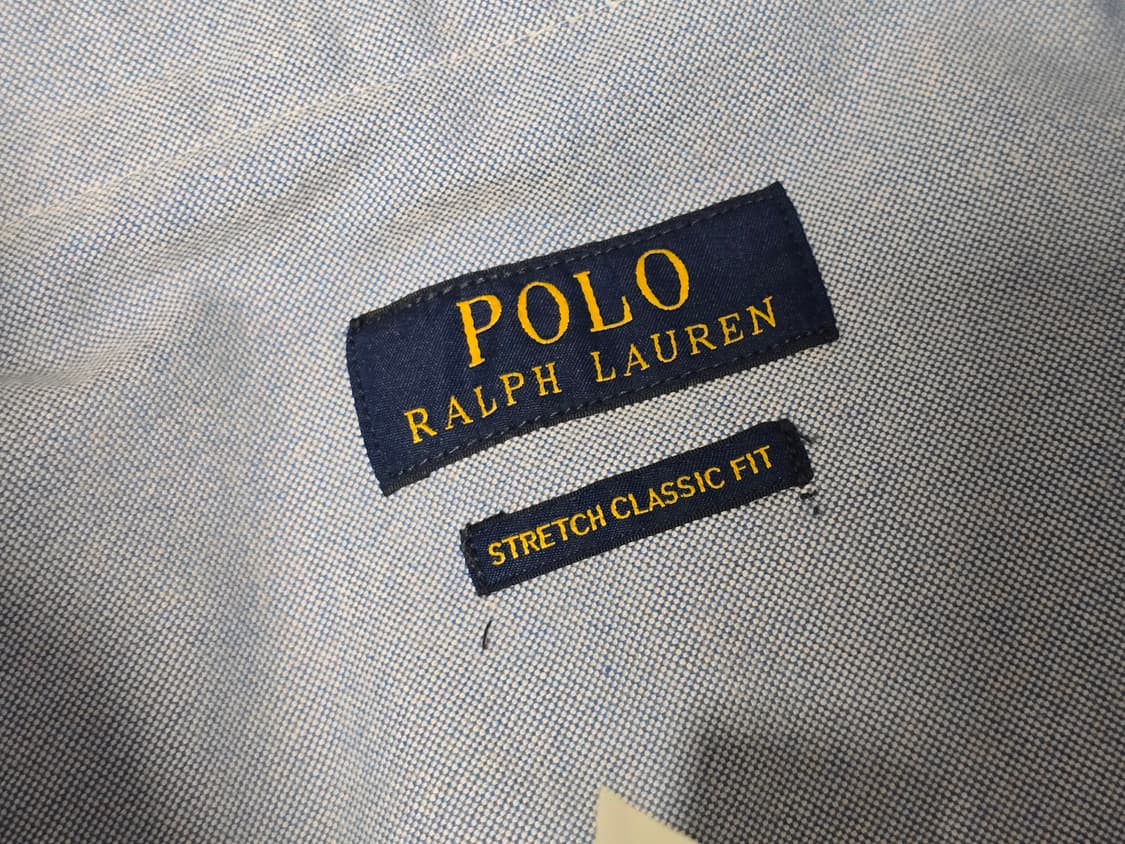 POLO
RALPH LAUREN
STRETCH CLASSIC FIT